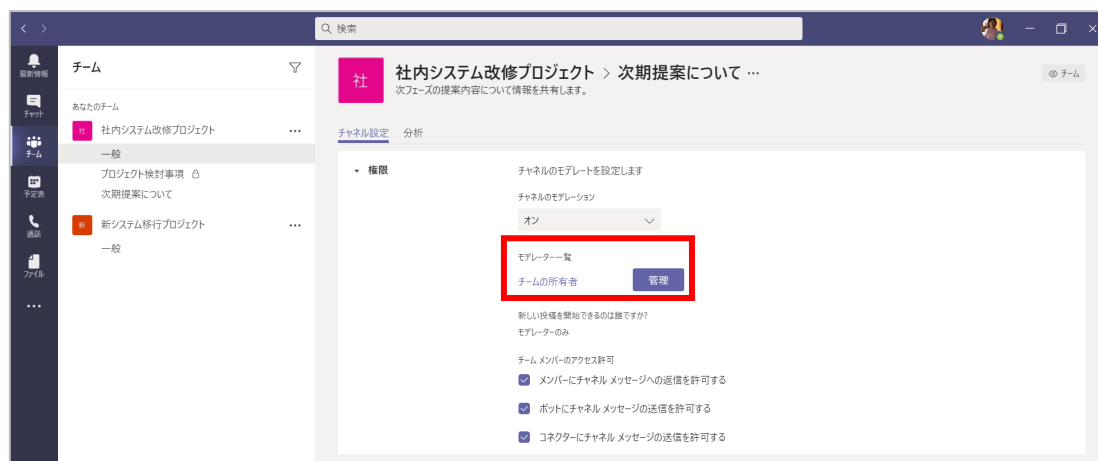 検索
最新情報
チャット
チーム
予定表
通話
ファイル
チーム
あなたのチーム
社 社内システム改修プロジェクト
一般
プロジェクト検討事項
次期提案について
新 新システム移行プロジェクト
一般
社 社内システム改修プロジェクト > 次期提案について …
次フェーズの提案内容について情報を共有します。
チーム
チャネル設定 分析
権限
チャネルのモデレートを設定します
チャネルのモデレーション
オン
モデレーター一覧
チームの所有者 管理
新しい投稿を開始できるのは誰ですか?
モデレーターのみ
チーム メンバーのアクセス許可
メンバーにチャネル メッセージへの返信を許可する
ボットにチャネル メッセージの送信を許可する
コネクターにチャネル メッセージの送信を許可する